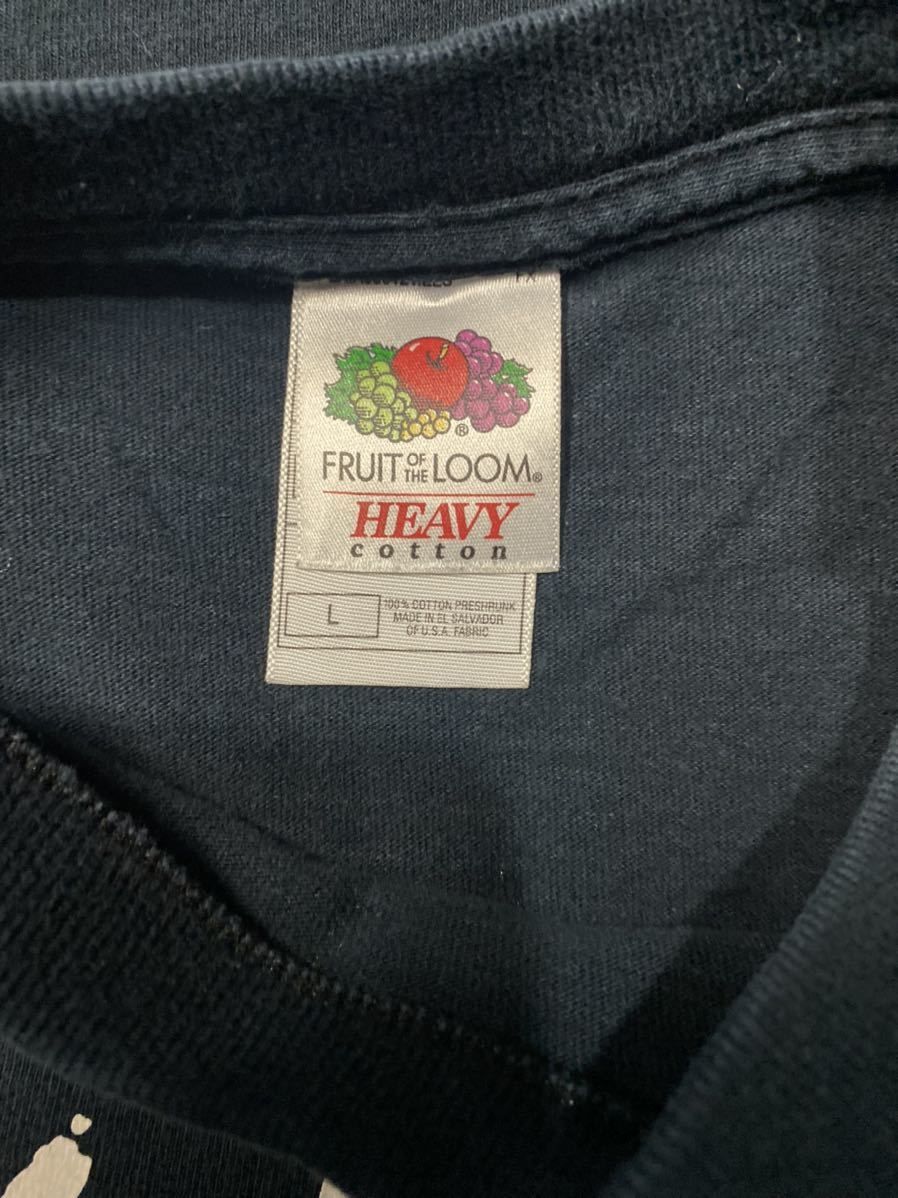 ®
FRUIT OF THE LOOM®
HEAVY
cotton
L
100% COTTON PRESHRUNK
MADE IN EL SALVADOR
OF U.S.A. FABRIC